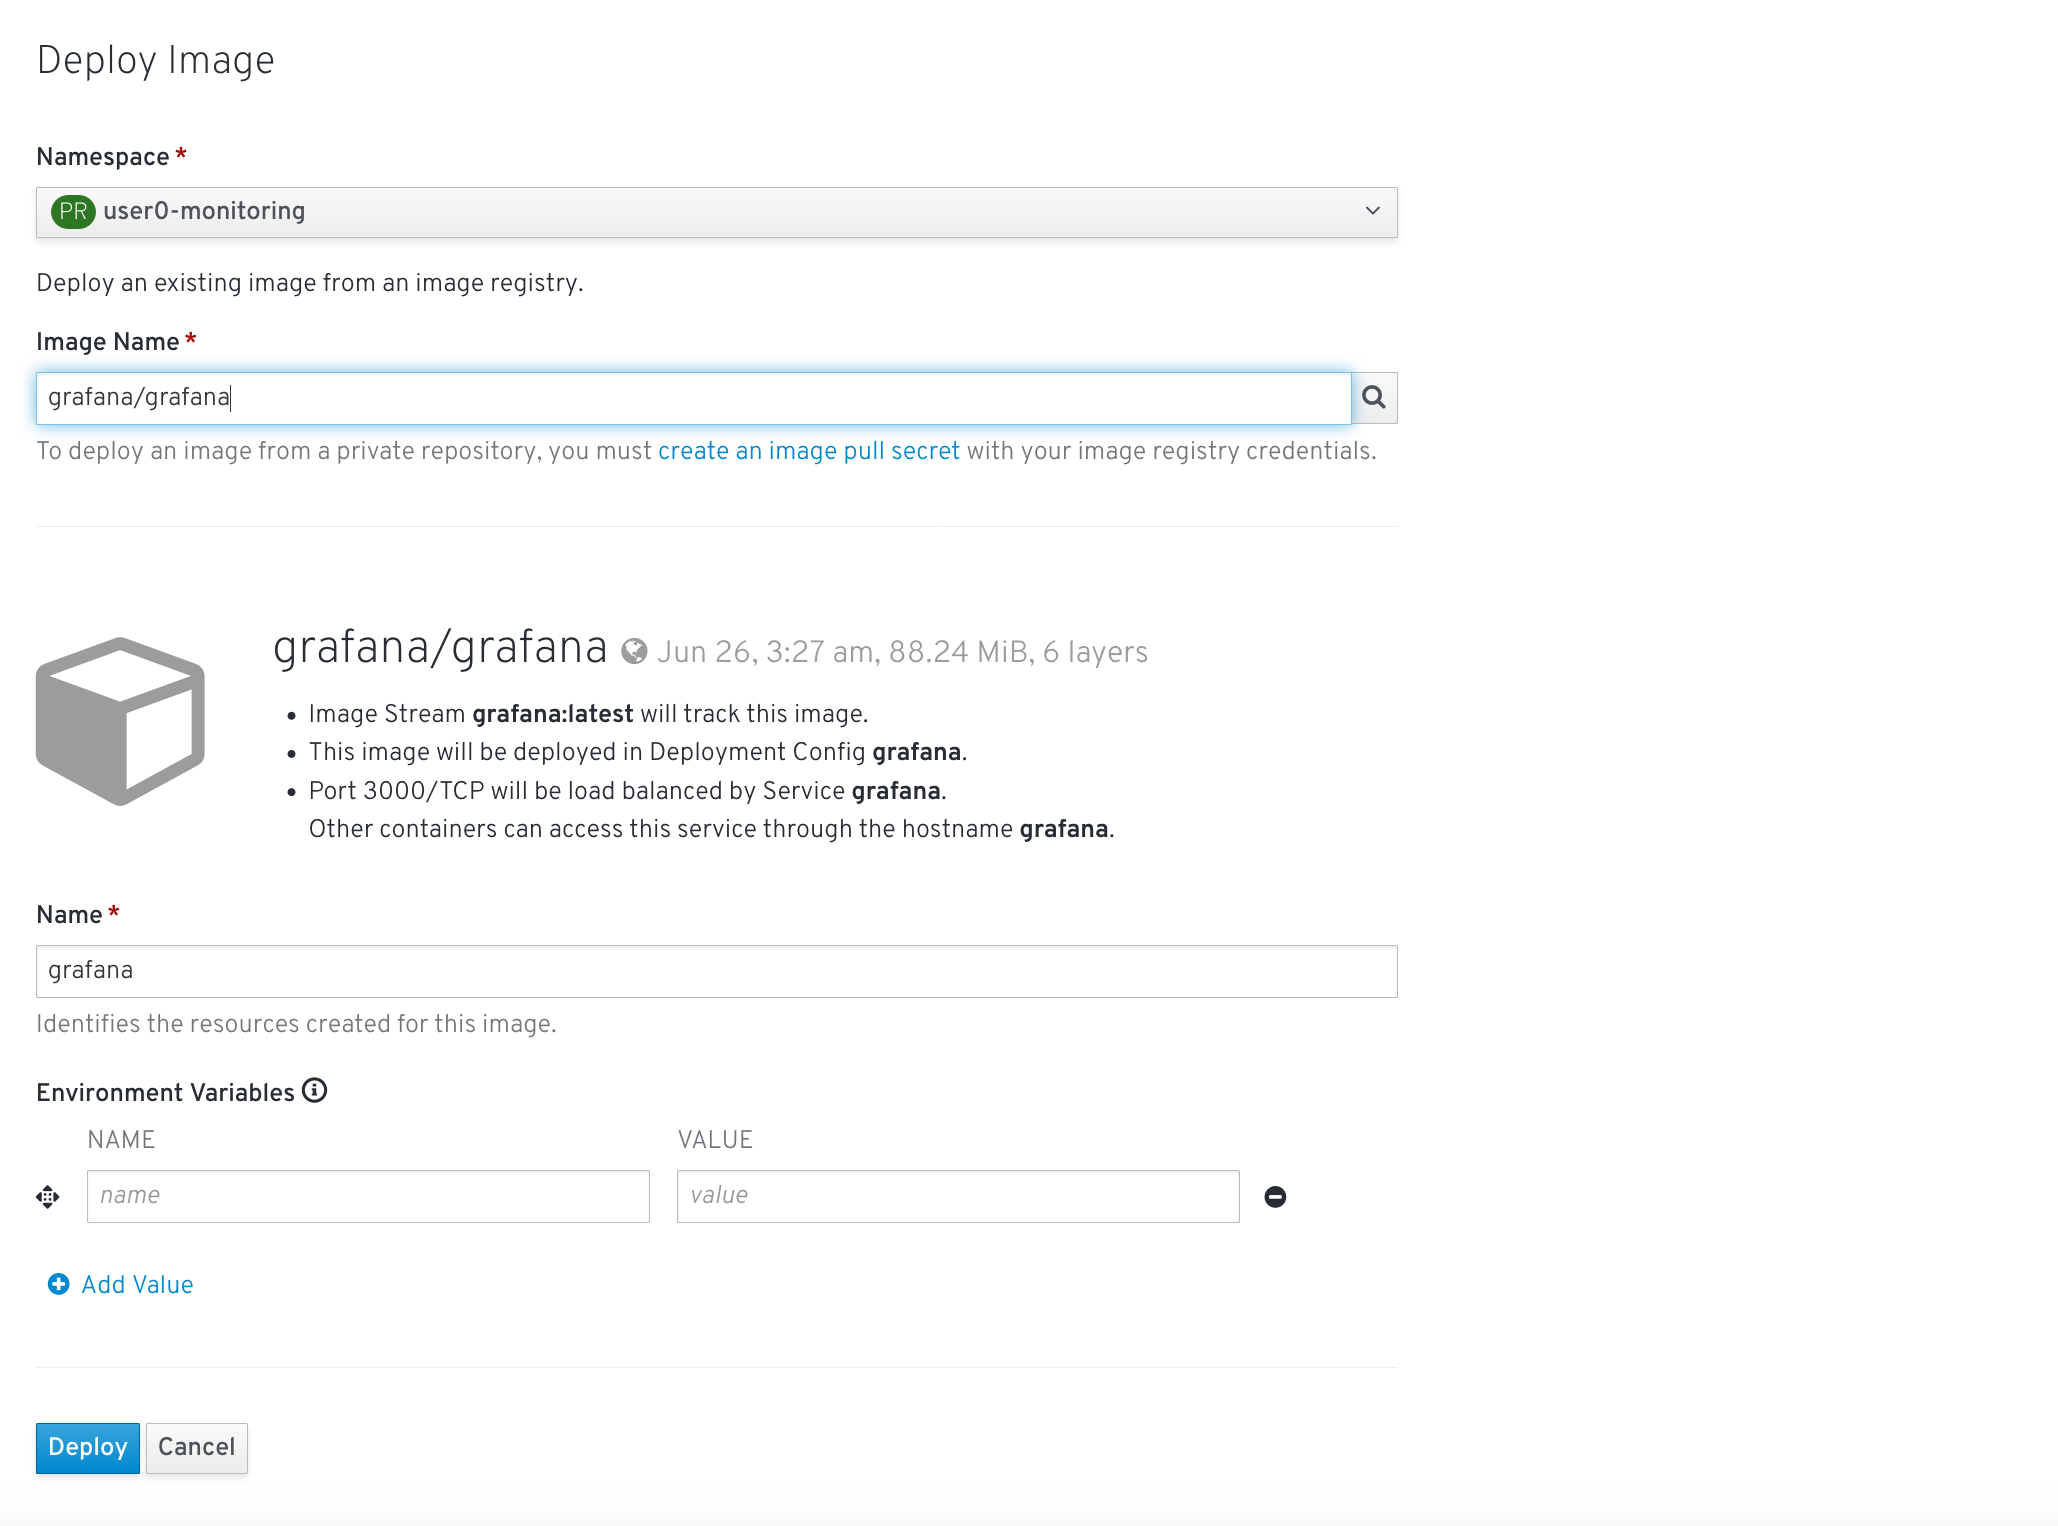 Deploy Image
Namespace *
PR user0-monitoring
Deploy an existing image from an image registry.
Image Name *
grafana/grafana
To deploy an image from a private repository, you must create an image pull secret with your image registry credentials.
grafana/grafana Jun 26, 3:27 am, 88.24 MiB, 6 layers
• Image Stream grafana:latest will track this image.
• This image will be deployed in Deployment Config grafana.
• Port 3000/TCP will be load balanced by Service grafana.
Other containers can access this service through the hostname grafana.
Name *
grafana
Identifies the resources created for this image.
Environment Variables
NAME VALUE
name value
Add Value
Deploy Cancel